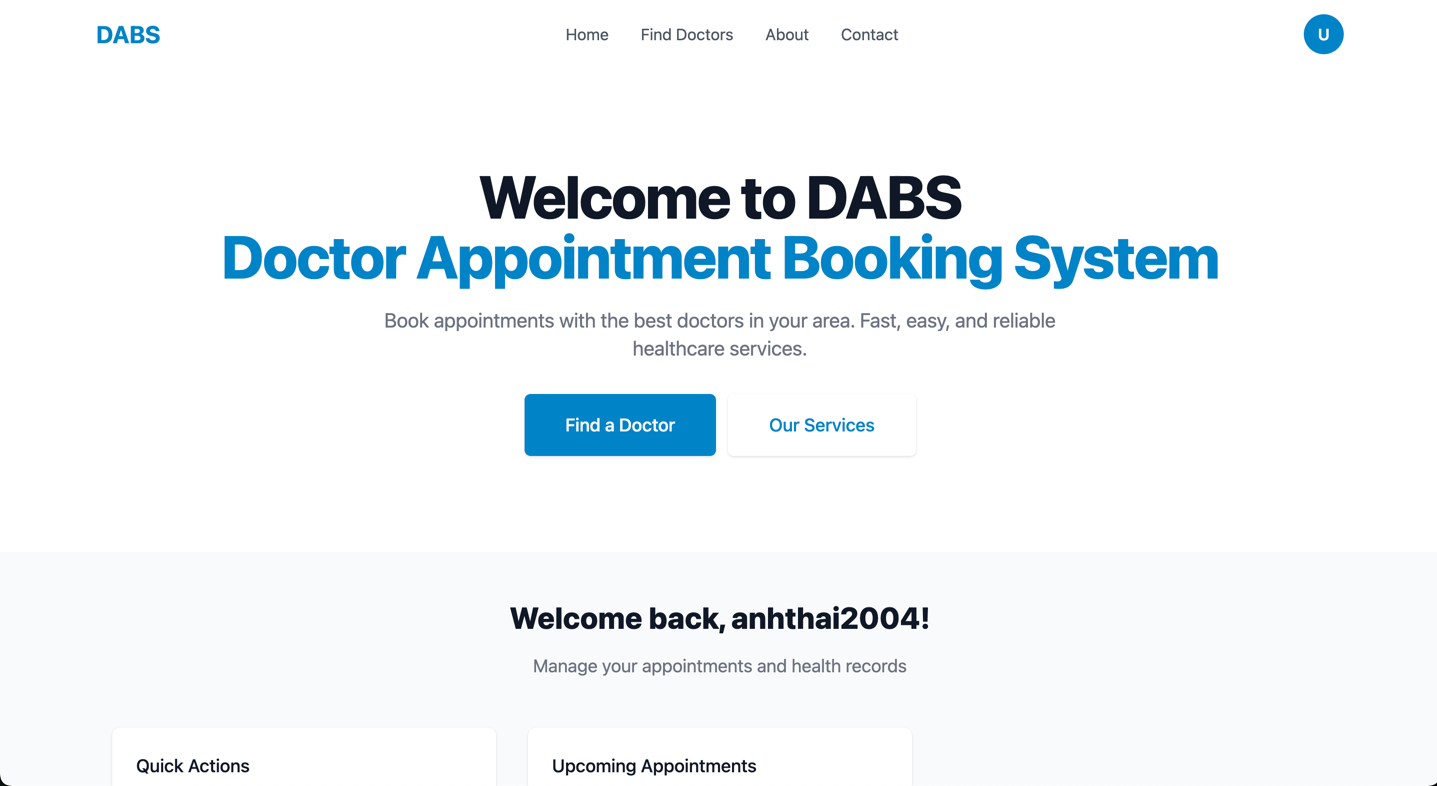 DABS
Home
Find Doctors
About
Contact
U
Welcome to DABS
Doctor Appointment Booking System
Book appointments with the best doctors in your area. Fast, easy, and reliable
healthcare services.
Find a Doctor
Our Services
Welcome back, anhthai2004!
Manage your appointments and health records
Quick Actions
Upcoming Appointments